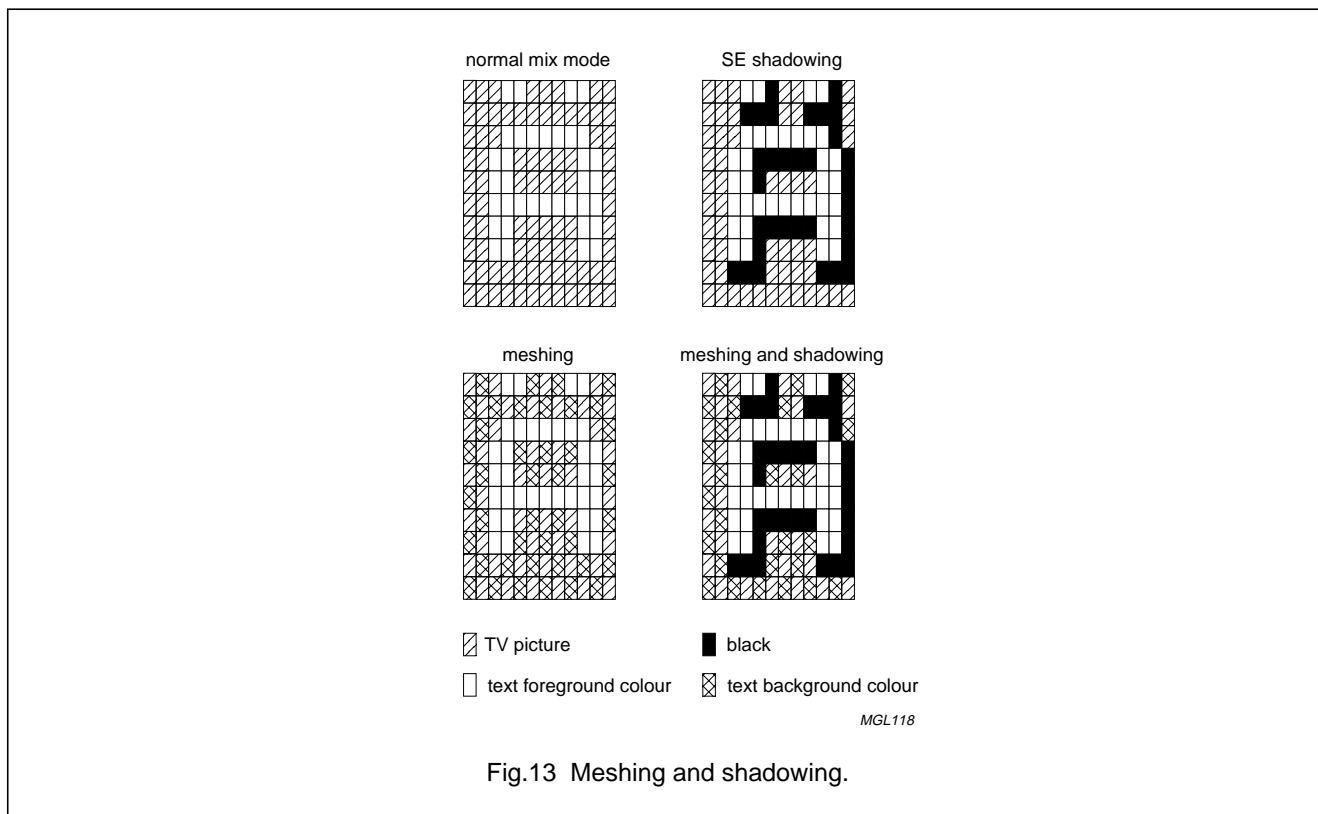 normal mix mode
SE shadowing
meshing
meshing and shadowing
TV picture
black
text foreground colour
text background colour
MGL118
Fig.13 Meshing and shadowing.